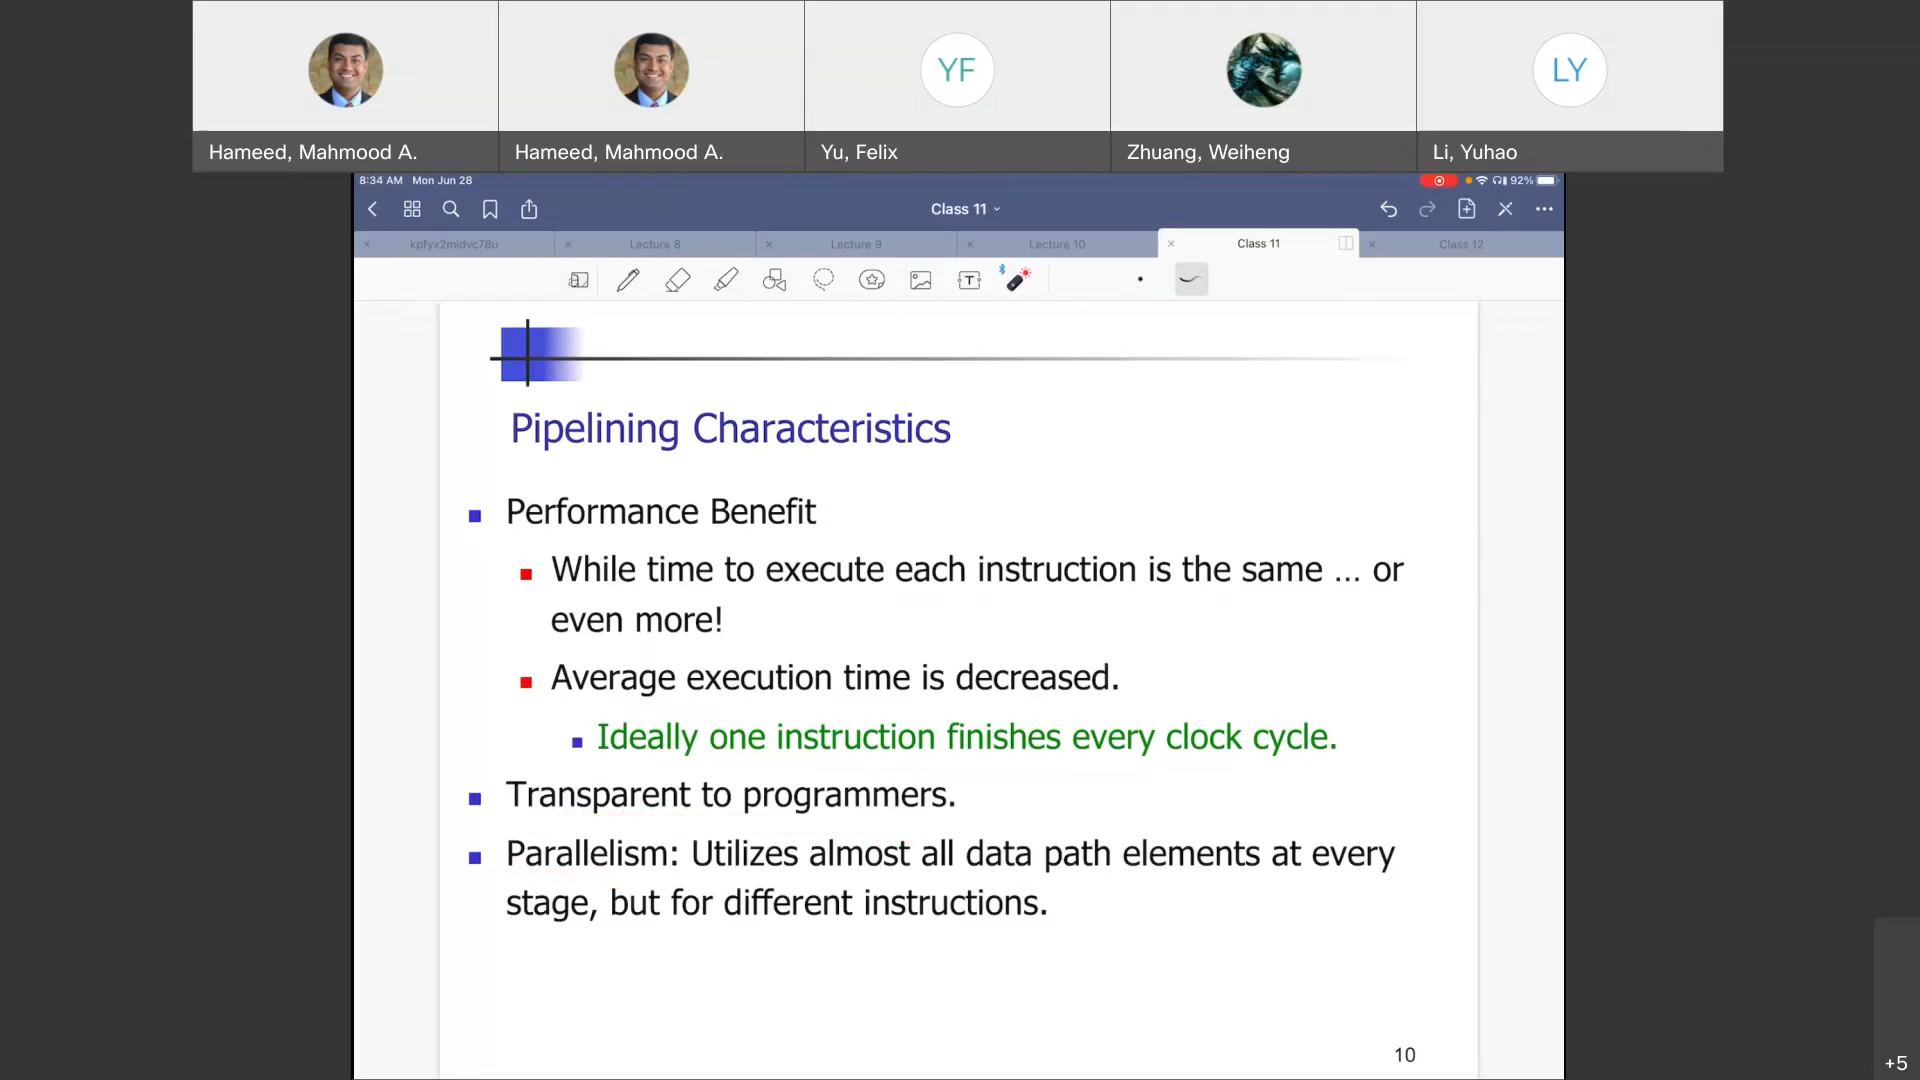 YF
LY
Hameed, Mahmood A.
Hameed, Mahmood A.
Yu, Felix
Zhuang, Weiheng
Li, Yuhao
8:34 AM Mon Jun 28
92%
Class 11
kpfyx2midvc78u
Lecture 8
Lecture 9
Lecture 10
Class 11
Class 12
T
Pipelining Characteristics
Performance Benefit
While time to execute each instruction is the same ... or
even more!
Average execution time is decreased.
Ideally one instruction finishes every clock cycle.
Transparent to programmers.
Parallelism: Utilizes almost all data path elements at every
stage, but for different instructions.
10
+5